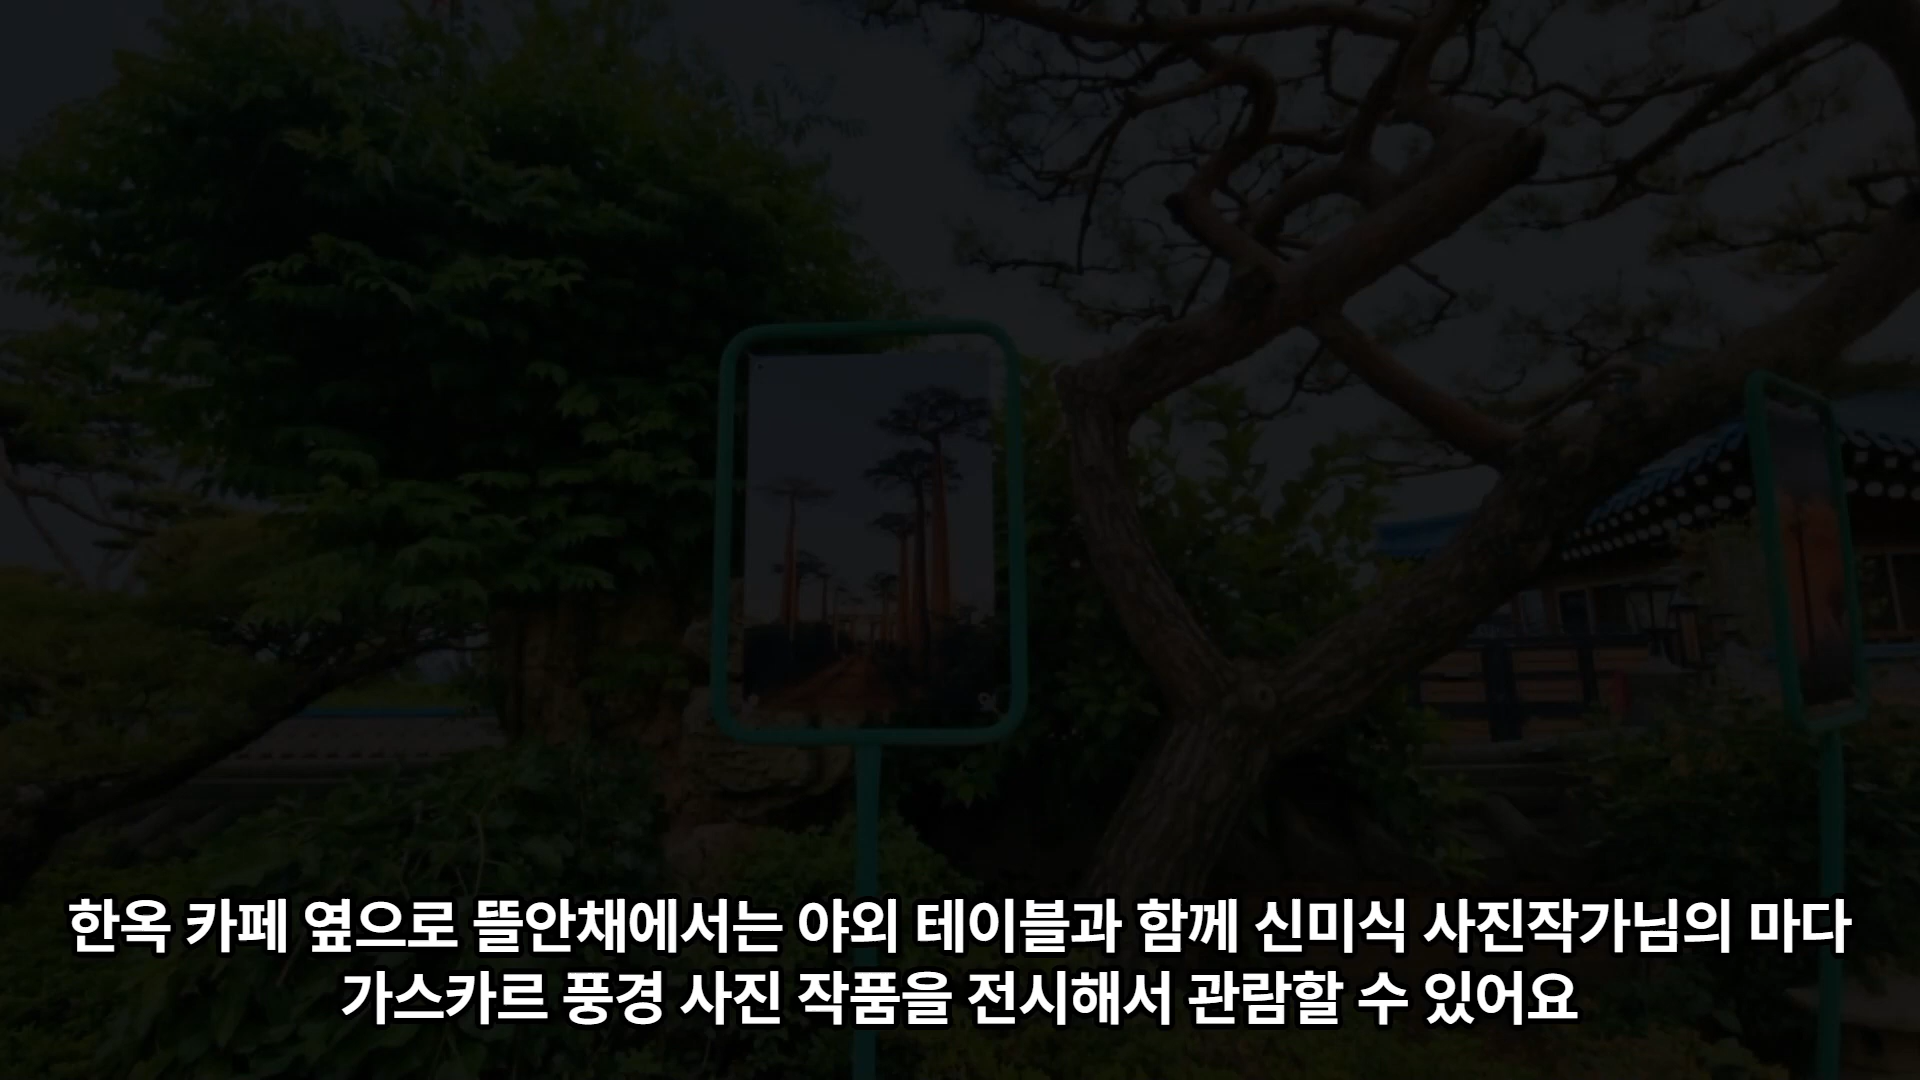 한옥 카페 옆으로 뜰안채에서는 야외 테이블과 함께 신미식 사진작가님의 마다
가스카르 풍경 사진 작품을 전시해서 관람할 수 있어요